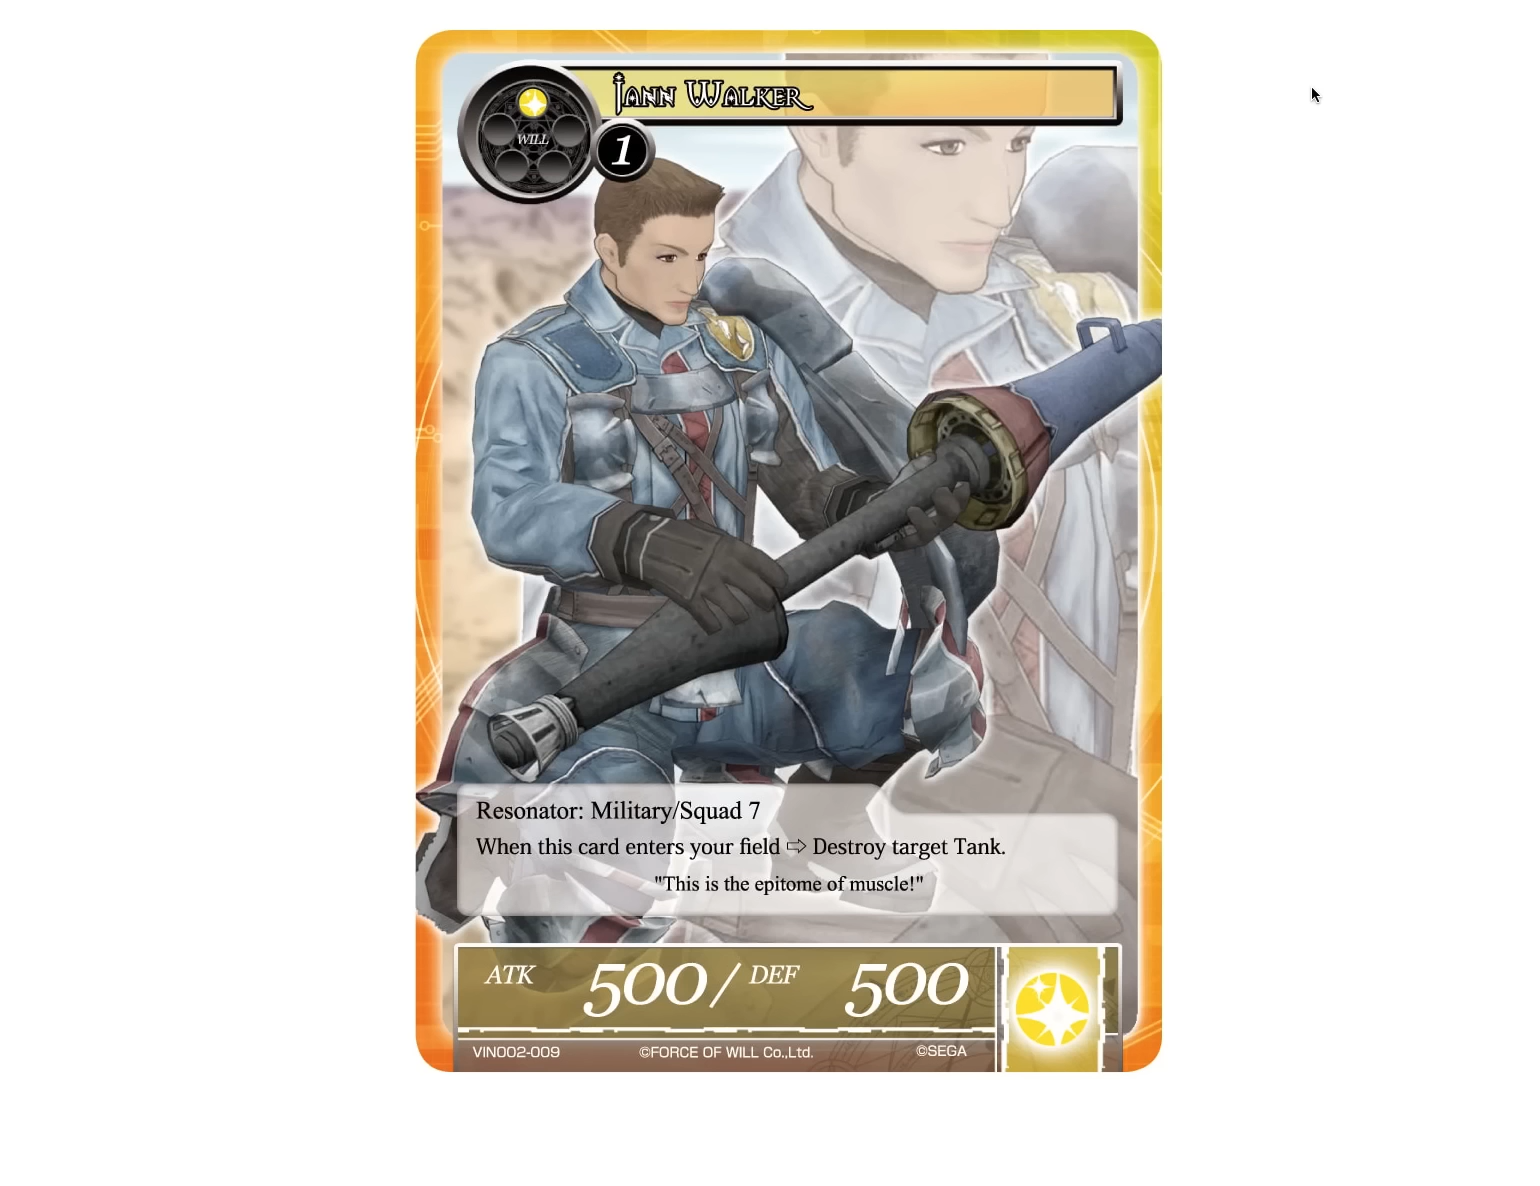 Jann Walker
WILL
1
Resonator: Military/Squad 7
When this card enters your field ⇨ Destroy target Tank.
"This is the epitome of muscle!"
ATK 500 / DEF 500
VIN002-009 ©FORCE OF WILL Co.,Ltd. ©SEGA